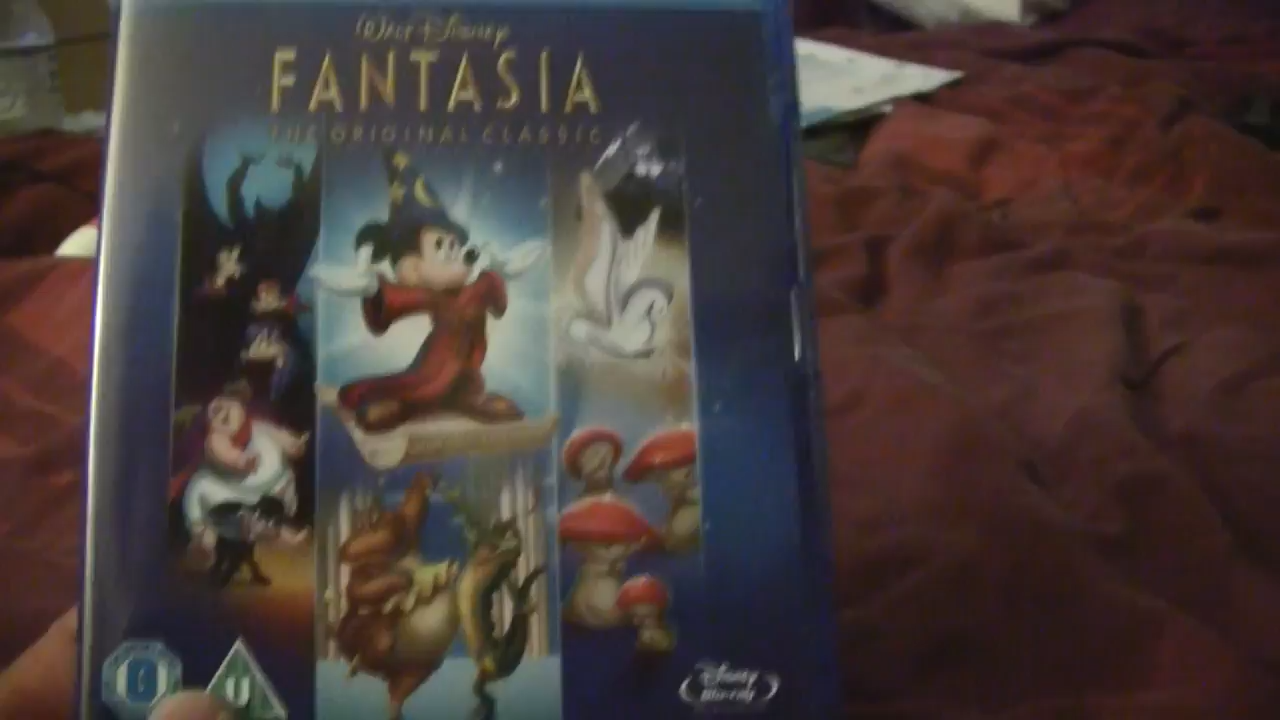 WALT DISNEY
FANTASIA
THE ORIGINAL CLASSIC
U
Disney
Blu-ray